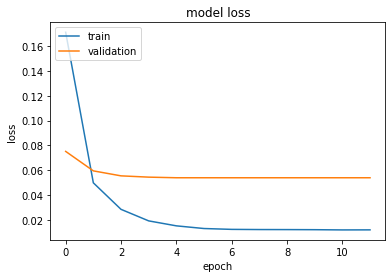 model loss
train
validation
loss
0.16
0.14
0.12
0.10
0.08
0.06
0.04
0.02
0 2 4 6 8 10
epoch